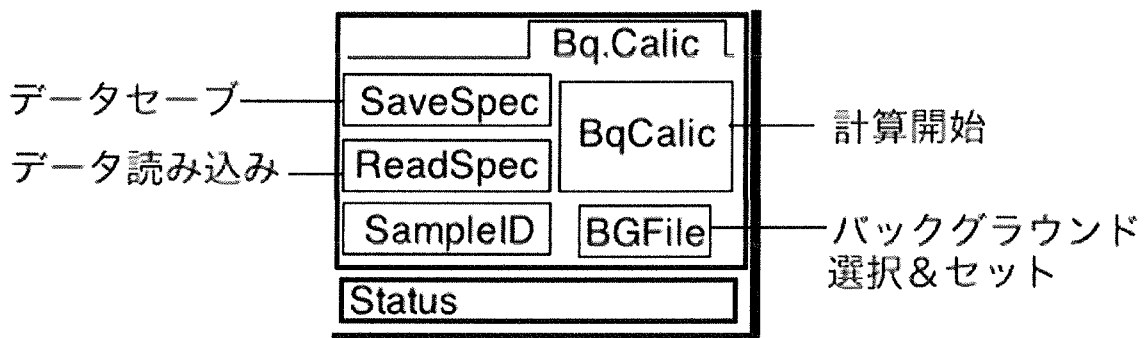 Bq.Calic
データセーブ
SaveSpec
BqCalic
計算開始
データ読み込み
ReadSpec
SampleID
BGFile
バックグラウンド
選択&セット
Status